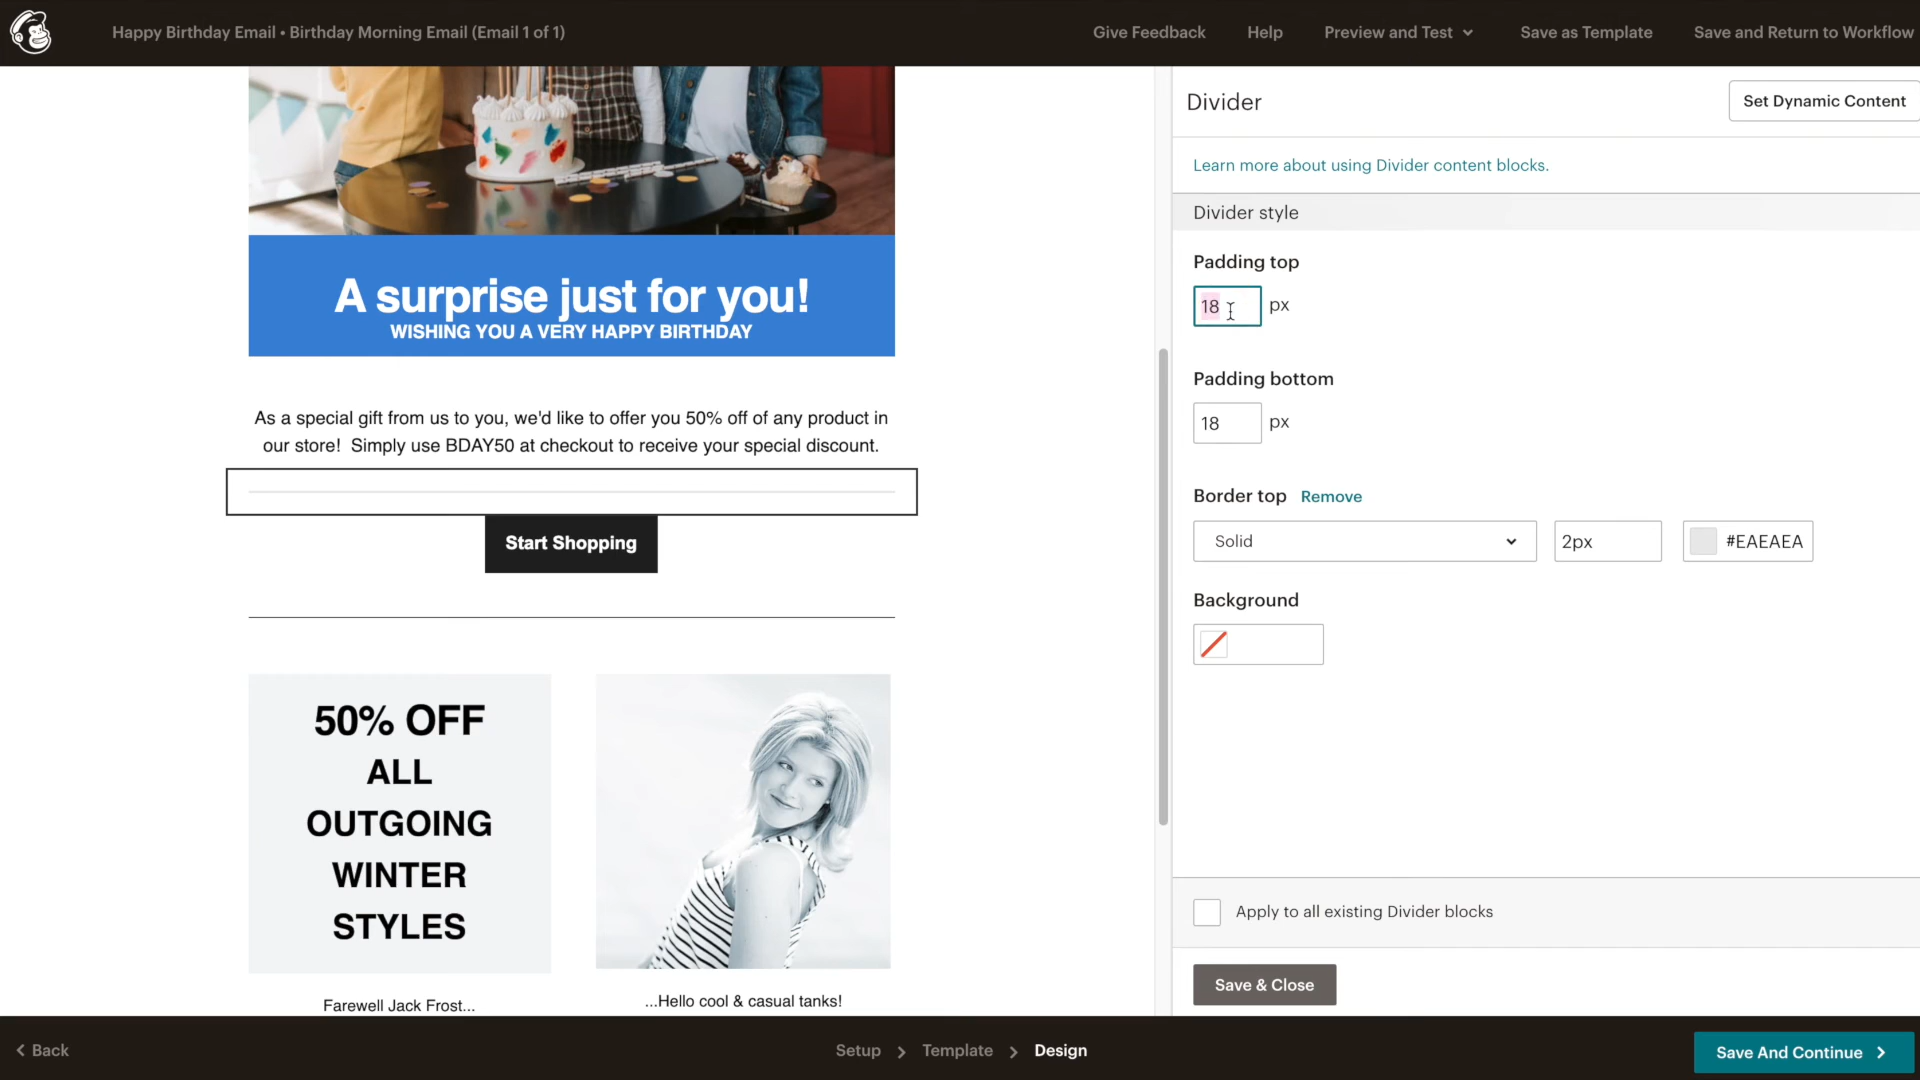 Happy Birthday Email • Birthday Morning Email (Email 1 of 1)
Give Feedback
Help
Preview and Test
Save as Template
Save and Return to Workflow
A surprise just for you!
WISHING YOU A VERY HAPPY BIRTHDAY
As a special gift from us to you, we'd like to offer you 50% off of any product in
our store! Simply use BDAY50 at checkout to receive your special discount.
Start Shopping
50% OFF
ALL
OUTGOING
WINTER
STYLES
Farewell Jack Frost...
...Hello cool & casual tanks!
Divider
Set Dynamic Content
Learn more about using Divider content blocks.
Divider style
Padding top
18 px
Padding bottom
18 px
Border top Remove
Solid
2px
#EAEAEA
Background
Apply to all existing Divider blocks
Save & Close
Back
Setup
Template
Design
Save And Continue